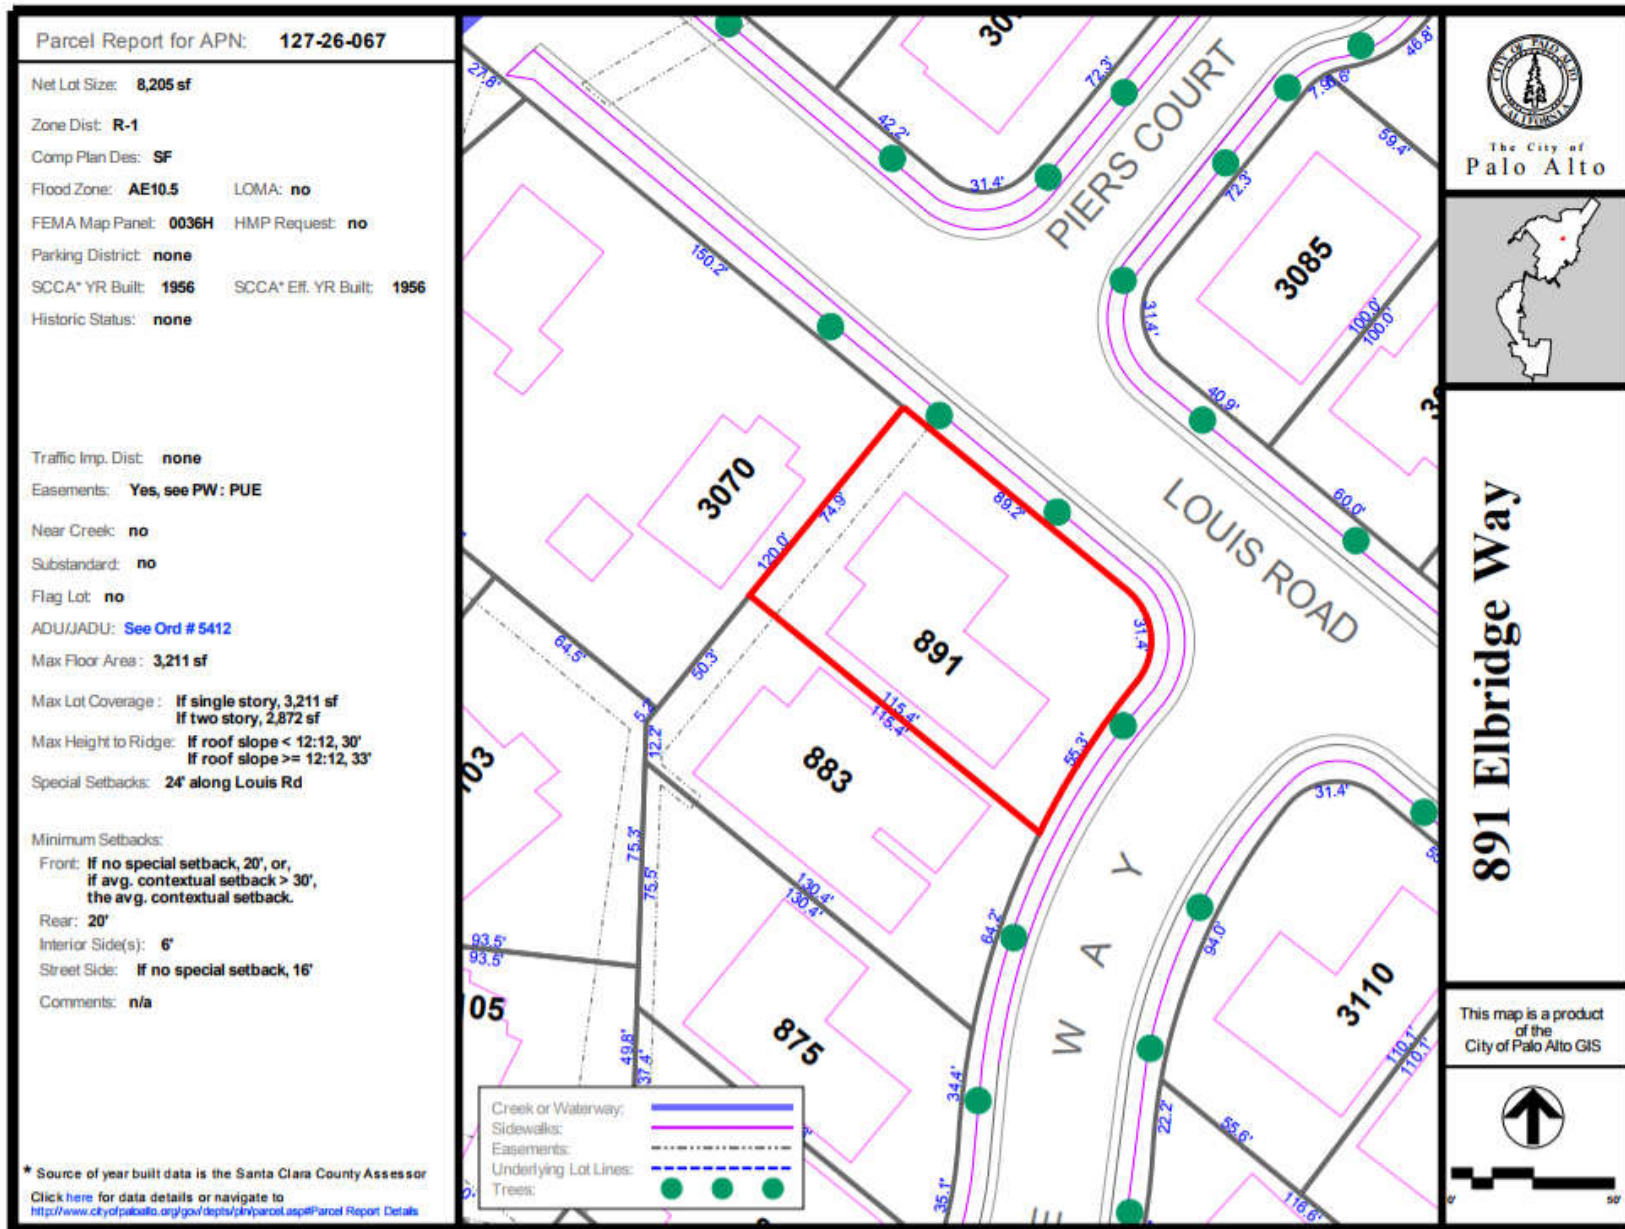 Parcel Report for APN: 127-26-067
Net Lot Size: 8,205 sf
Zone Dist: R-1
Comp Plan Des: SF
Flood Zone: AE10.5 LOMA: no
FEMA Map Panel: 0036H HMP Request: no
Parking District: none
SCCA* YR Built: 1956 SCCA* Eff. YR Built: 1956
Historic Status: none
Traffic Imp. Dist: none
Easements: Yes, see PW : PUE
Near Creek: no
Substandard: no
Flag Lot: no
ADU/JADU: See Ord # 5412
Max Floor Area : 3,211 sf
Max Lot Coverage : If single story, 3,211 sf
If two story, 2,872 sf
Max Height to Ridge: If roof slope < 12:12, 30'
If roof slope >= 12:12, 33'
Special Setbacks: 24' along Louis Rd
Minimum Setbacks:
Front: If no special setback, 20', or,
if avg. contextual setback > 30',
the avg. contextual setback.
Rear: 20'
Interior Side(s): 6'
Street Side: If no special setback, 16'
Comments: n/a
* Source of year built data is the Santa Clara County Assessor
Click here for data details or navigate to
http://www.cityofpaloalto.org/gov/depts/pln/parcel.asp#Parcel Report Details
27.8'
42.2'
31.4'
72.3'
PIERS COURT
46.8'
59.4'
72.3'
3085
100.0'
100.0'
31.4'
40.9'
60.0'
150.2'
LOUIS ROAD
3070
120.0'
74.9'
89.2'
31.4'
891
55.3'
115.4'
115.4'
64.5'
50.3'
12.2'
883
75.3'
75.5'
130.4'
130.4'
64.2'
93.5'
93.5'
875
49.8'
37.4'
34.4'
35.1'
WAY
31.4'
94.0'
3110
110.1'
110.1'
22.2'
55.6'
116.6'
Creek or Waterway:
Sidewalks:
Easements:
Underlying Lot Lines:
Trees:
CITY OF PALO ALTO
CALIFORNIA
The City of
Palo Alto
891 Elbridge Way
This map is a product
of the
City of Palo Alto GIS
0'
50'